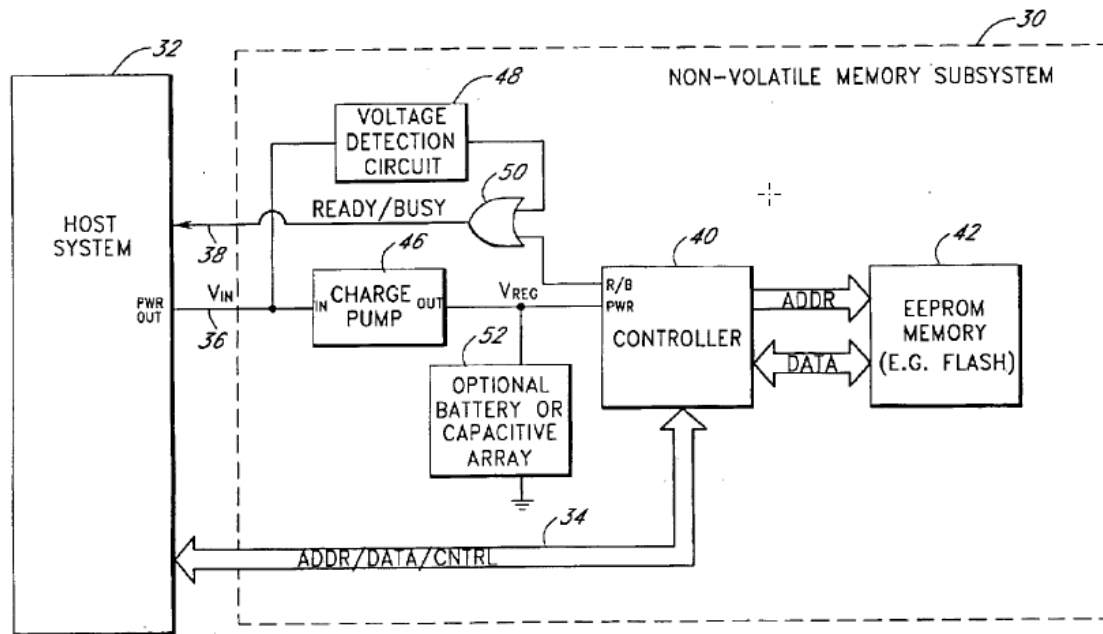 32
30
NON-VOLATILE MEMORY SUBSYSTEM
48
VOLTAGE
DETECTION
CIRCUIT
50
READY/BUSY
38
HOST
SYSTEM
46
40
42
PWR
OUT
VIN
36
IN
CHARGE
PUMP
OUT
VREG
R/B
PWR
CONTROLLER
ADDR
DATA
EEPROM
MEMORY
(E.G. FLASH)
52
OPTIONAL
BATTERY OR
CAPACITIVE
ARRAY
34
ADDR/DATA/CNTRL